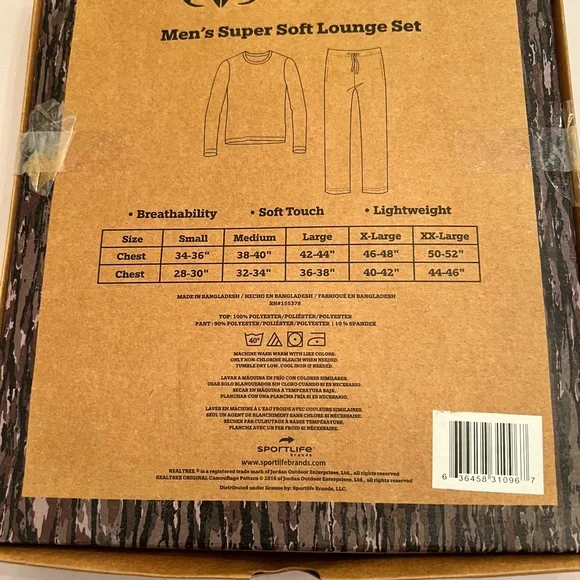 Men's Super Soft Lounge Set
• Breathability • Soft Touch • Lightweight
Size Small Medium Large X-Large XX-Large
Chest 34-36" 38-40" 42-44" 46-48" 50-52"
Chest 28-30" 32-34" 36-38" 40-42" 44-46"
MADE IN BANGLADESH / HECHO EN BANGLADESH / FABRIQUÉ EN BANGLADESH
RN#155378
TOP: 100% POLYESTER/POLIÉSTER/POLYESTER
PANT: 90% POLYESTER/POLIÉSTER/POLYESTER | 10 % SPANDEX
40°
MACHINE WASH WARM WITH LIKE COLORS.
ONLY NON-CHLORINE BLEACH WHEN NEEDED.
TUMBLE DRY LOW. COOL IRON IF NEEDED.
LAVAR A MÁQUINA EN FRÍO CON COLORES SIMILARES.
USAR SOLO BLANQUEADOR SIN CLORO CUANDO ES NECESARIO.
SECAR EN MÁQUINA A TEMPERATURA BAJA.
PLANCHAR CON UNA PLANCHA FRÍA SI ES NECESARIO.
LAVER EN MACHINE À L'EAU FROIDE AVEC COULEURS SIMILAIRES.
SEUL UN AGENT DE BLANCHIMENT SANS CHLORE SI NÉCESSAIRE.
SÉCHER PAR CULBUTAGE À BASSE TEMPÉRATURE.
PLANCHE AVEC UN FER FROID SI NÉCESSAIRE.
SPORTLIFE
brands
www.sportlifebrands.com
REALTREE ® is a registered trade mark of Jordan Outdoor Enterprises, Ltd., all rights reserved
REALTREE ORIGINAL Camouflage Pattern © 2016 of Jordan Outdoor Enterprises, Ltd., all rights reserved
Distributed under license by: Sportlife Brands, LLC.
6 36458 31096 7